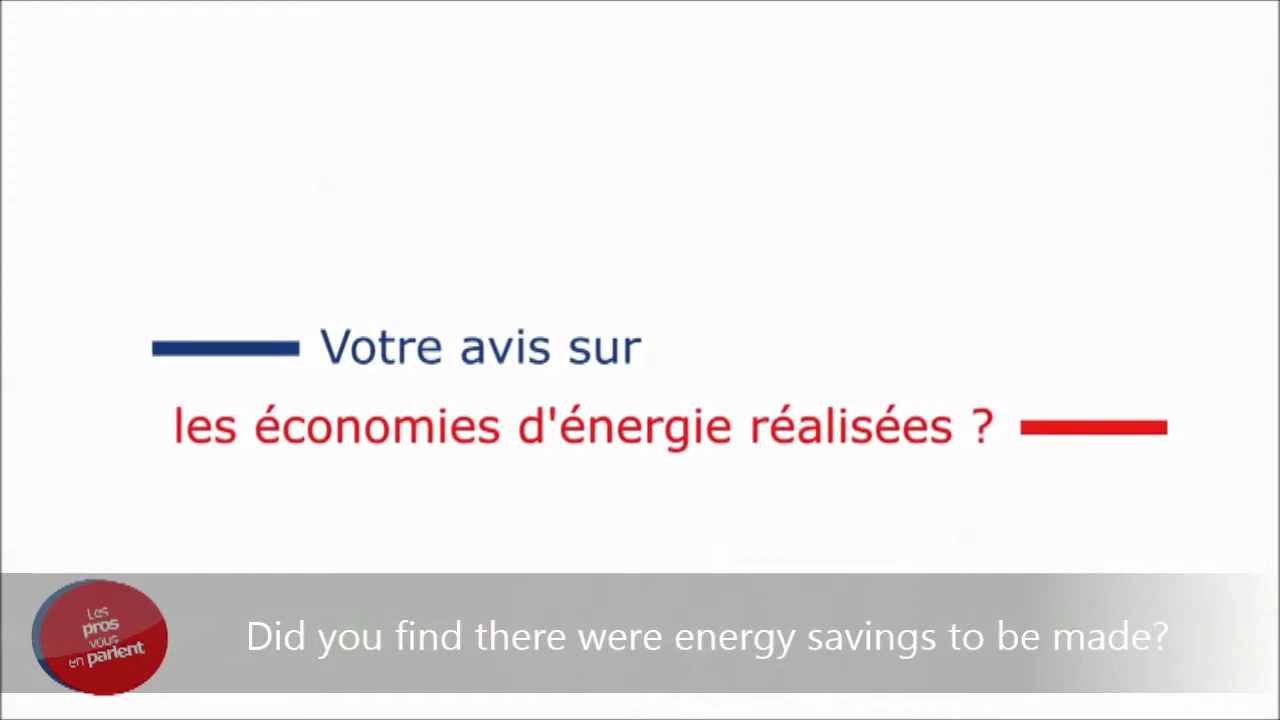 Votre avis sur
les économies d'énergie réalisées ?
Les
pros
vous
en parlent
Did you find there were energy savings to be made?